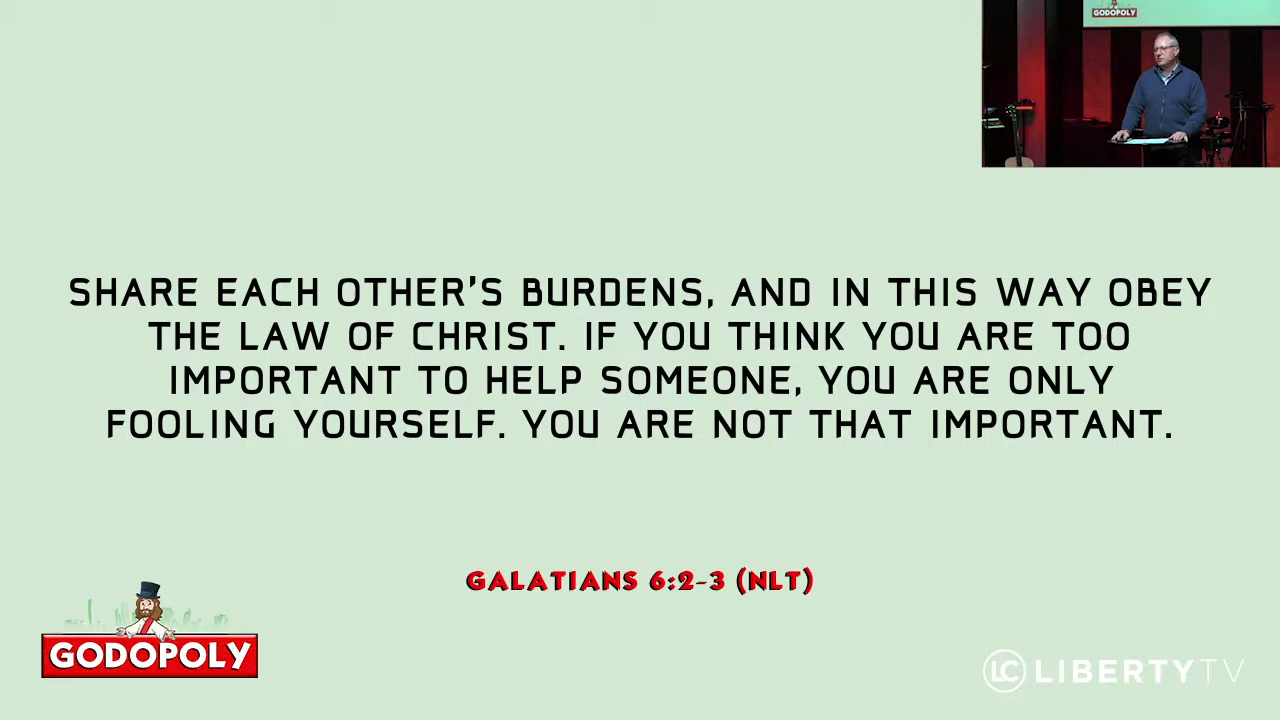 GODOPOLY
SHARE EACH OTHER'S BURDENS, AND IN THIS WAY OBEY
THE LAW OF CHRIST. IF YOU THINK YOU ARE TOO
IMPORTANT TO HELP SOMEONE, YOU ARE ONLY
FOOLING YOURSELF. YOU ARE NOT THAT IMPORTANT.
GALATIANS 6:2-3 (NLT)
GODOPOLY
LC LIBERTYTV